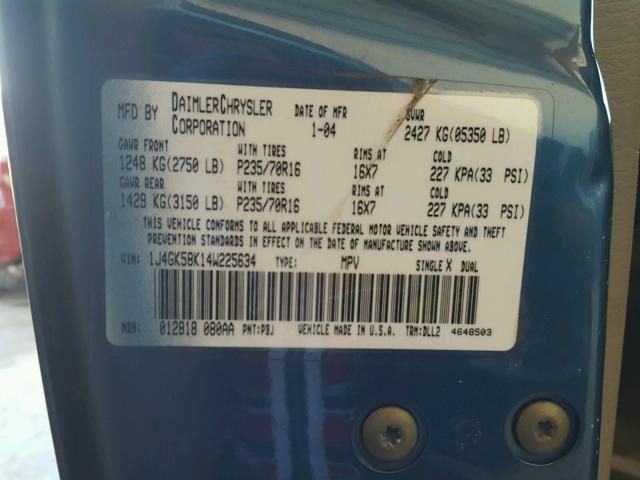 MFD BY DAIMLERCHRYSLER CORPORATION DATE OF MFR 1-04 GVWR 2427 KG(05350 LB)
GAWR FRONT WITH TIRES RIMS AT COLD
1248 KG(2750 LB) P235/70R16 16X7 227 KPA(33 PSI)
GAWR REAR WITH TIRES RIMS AT COLD
1429 KG(3150 LB) P235/70R16 16X7 227 KPA(33 PSI)
THIS VEHICLE CONFORMS TO ALL APPLICABLE FEDERAL MOTOR VEHICLE SAFETY AND THEFT
PREVENTION STANDARDS IN EFFECT ON THE DATE OF MANUFACTURE SHOWN ABOVE.
VIN: 1J4GK58K14W225634 TYPE: MPV SINGLE X DUAL
MDH: 012818 080AA PNT:PBJ VEHICLE MADE IN U.S.A. TRM:DLL2 4648503